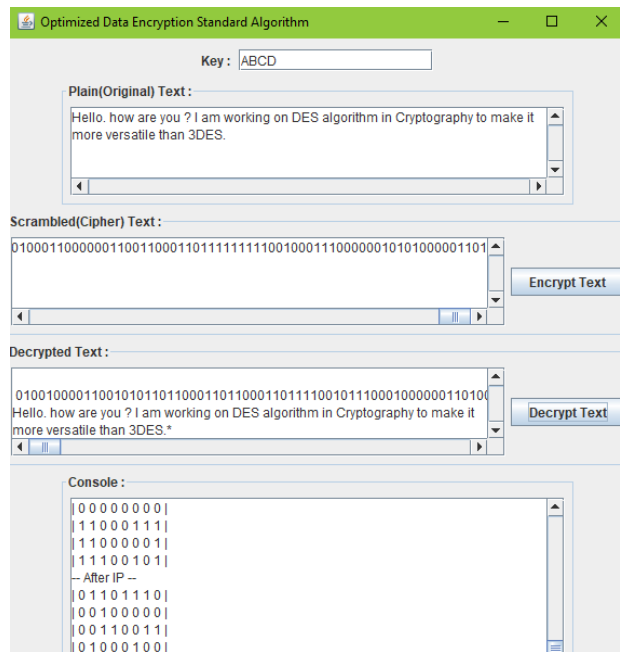 Optimized Data Encryption Standard Algorithm
Key : ABCD
Plain(Original) Text :
Hello. how are you ? I am working on DES algorithm in Cryptography to make it
more versatile than 3DES.
Scrambled(Cipher) Text :
Encrypt Text
Decrypted Text :
Hello. how are you ? I am working on DES algorithm in Cryptography to make it
more versatile than 3DES.*
Decrypt Text
Console :
|0 0 0 0 0 0 0 0|
|1 1 0 0 0 1 1 1|
|1 1 0 0 0 0 0 1|
|1 1 1 0 0 1 0 1|
-- After IP --
|0 1 1 0 1 1 1 0|
|0 0 1 0 0 0 0 0|
|0 0 1 1 0 0 1 1|
|0 1 0 0 0 1 0 0|